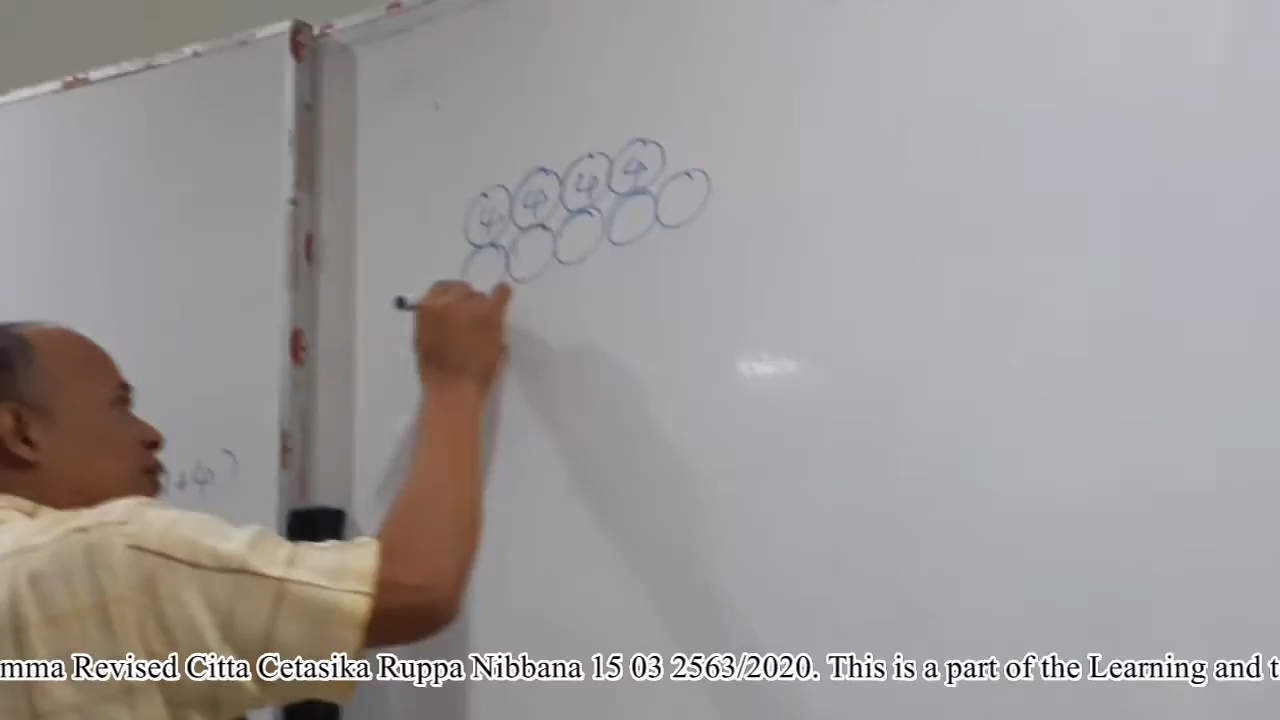 +φ)
φ φ φ φ
mma Revised Citta Cetasika Ruppa Nibbana 15 03 2563/2020. This is a part of the Learning and t